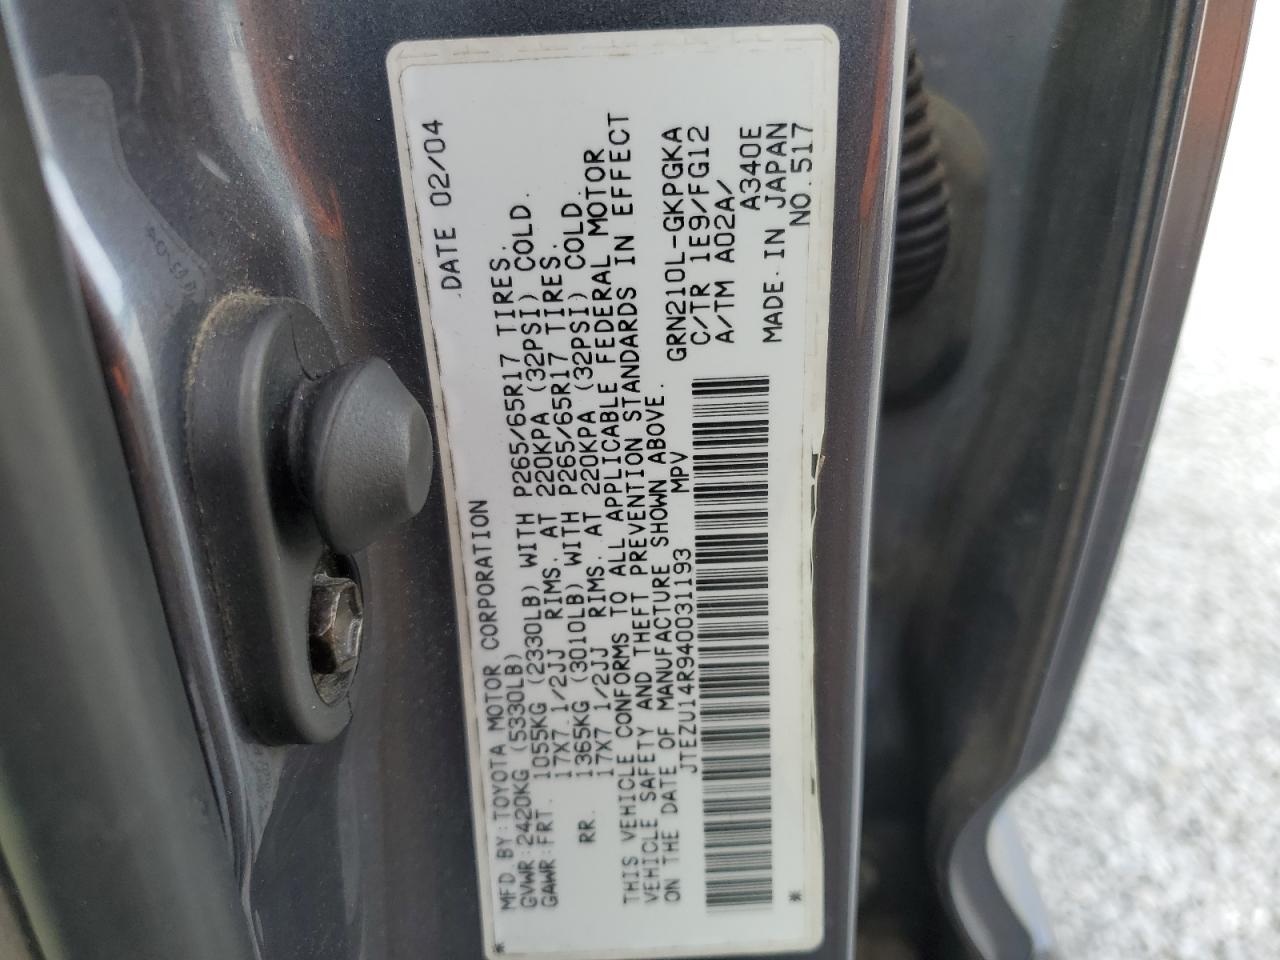 MFD. BY: TOYOTA MOTOR CORPORATION DATE 02/04
GVWR: 2420KG (5330LB)
GAWR: FRT. 1055KG (2330LB) WITH P265/65R17 TIRES.
17X7.1/2JJ RIMS. AT 220KPA (32PSI) COLD.
RR. 1365KG (3010LB) WITH P265/65R17 TIRES.
17X7.1/2JJ RIMS. AT 220KPA (32PSI) COLD.
THIS VEHICLE CONFORMS TO ALL APPLICABLE FEDERAL MOTOR
VEHICLE SAFETY AND THEFT PREVENTION STANDARDS IN EFFECT
ON THE DATE OF MANUFACTURE SHOWN ABOVE.
JTEZU14R940031193 MPV
GRN210L-GKPGKA
C/TR 1E9/FG12
A/TM A02A/
A340E
MADE IN JAPAN
NO. 517